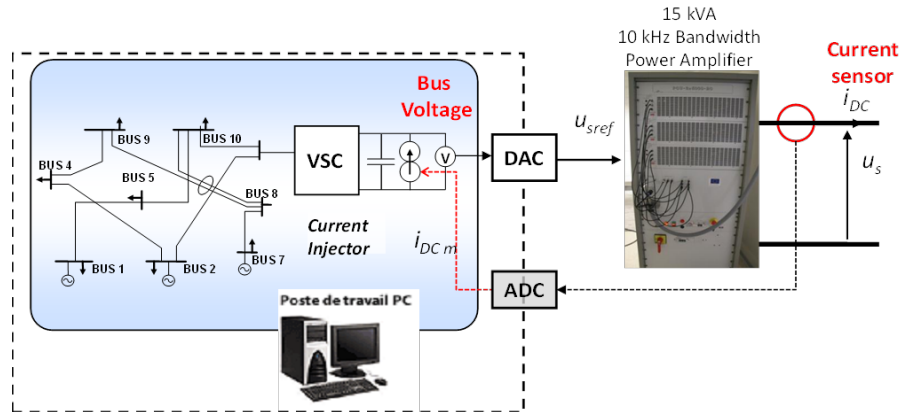 15 kVA
10 kHz Bandwidth
Power Amplifier
Current
sensor
i_DC
Bus
Voltage
BUS 9
BUS 10
u_sref
VSC
V
DAC
BUS 4
BUS 5
BUS 8
u_s
Current
Injector
i_DC m
BUS 1
BUS 2
BUS 7
ADC
Poste de travail PC